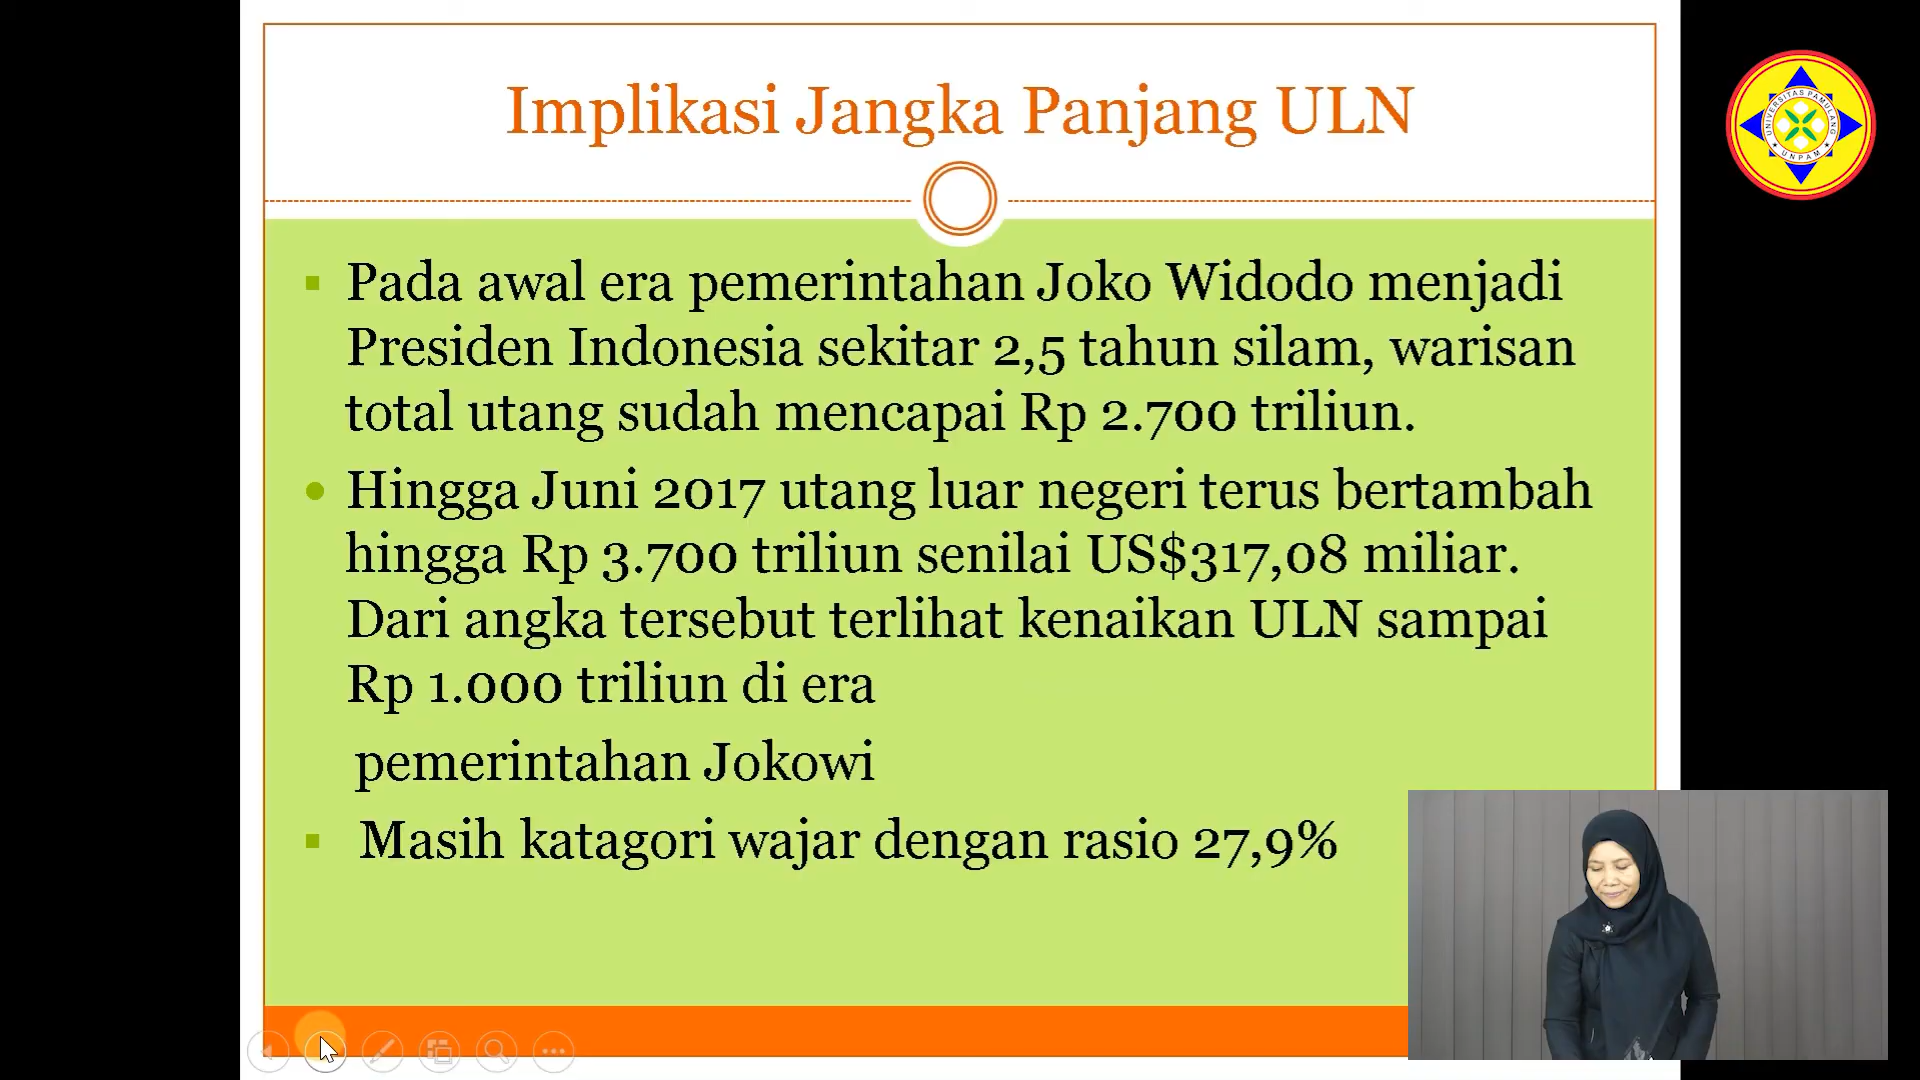 Implikasi Jangka Panjang ULN
Pada awal era pemerintahan Joko Widodo menjadi
Presiden Indonesia sekitar 2,5 tahun silam, warisan
total utang sudah mencapai Rp 2.700 triliun.
Hingga Juni 2017 utang luar negeri terus bertambah
hingga Rp 3.700 triliun senilai US$317,08 miliar.
Dari angka tersebut terlihat kenaikan ULN sampai
Rp 1.000 triliun di era
pemerintahan Jokowi
Masih katagori wajar dengan rasio 27,9%
UNIVERSITAS PAMULANG
UNPAM